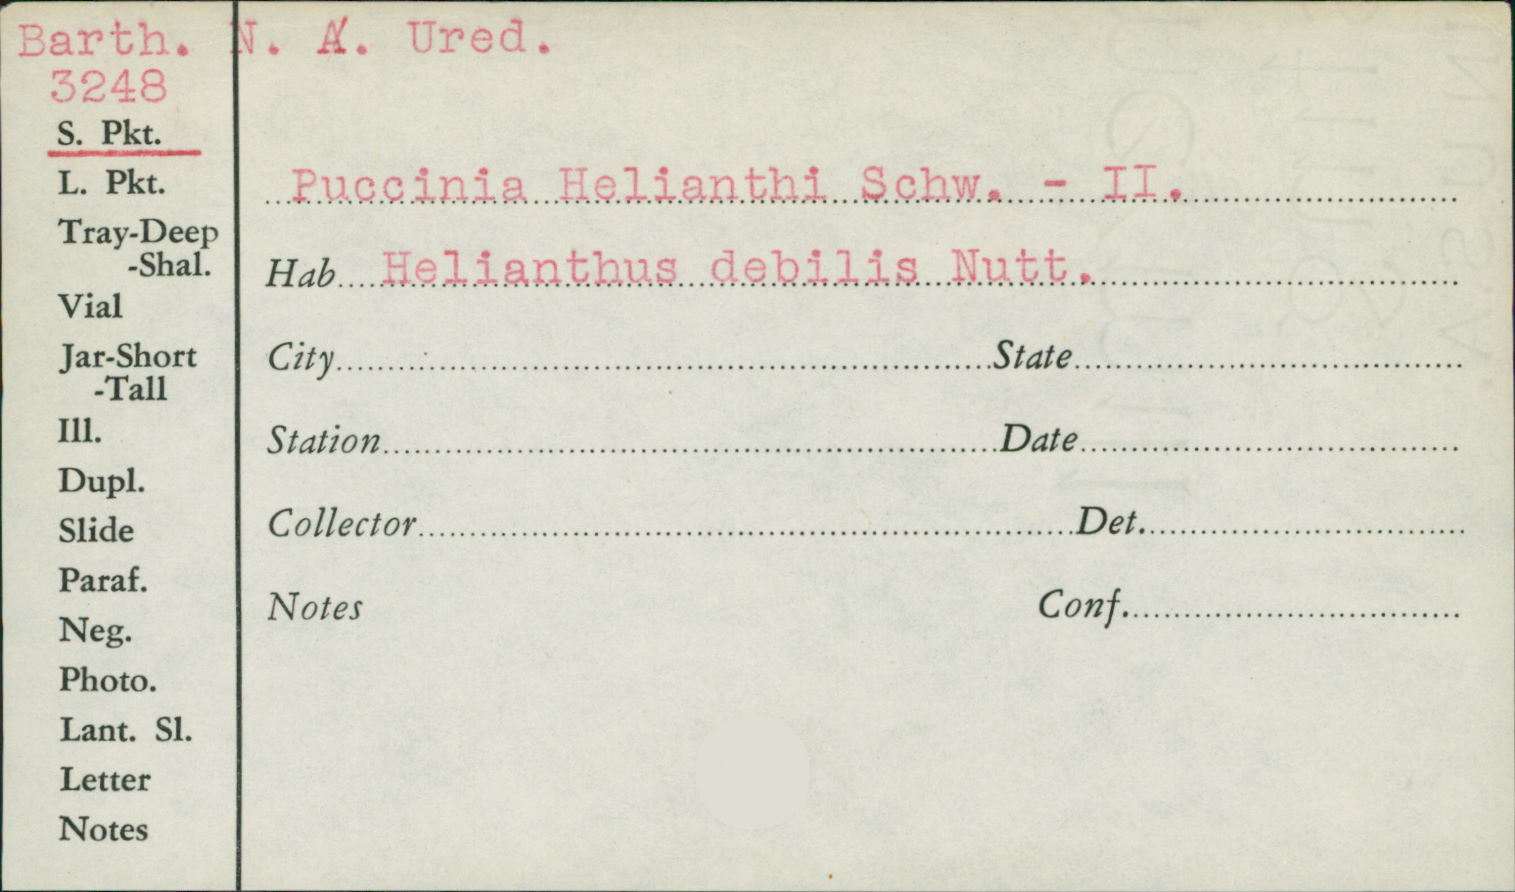 Barth. N. A. Ured.
3248
S. Pkt.
L. Pkt.
Tray-Deep
-Shal.
Vial
Jar-Short
-Tall
Ill.
Dupl.
Slide
Paraf.
Neg.
Photo.
Lant. Sl.
Letter
Notes
Puccinia Helianthi Schw. - II.
Hab. Helianthus debilis Nutt.
City State
Station Date
Collector Det.
Notes Conf.